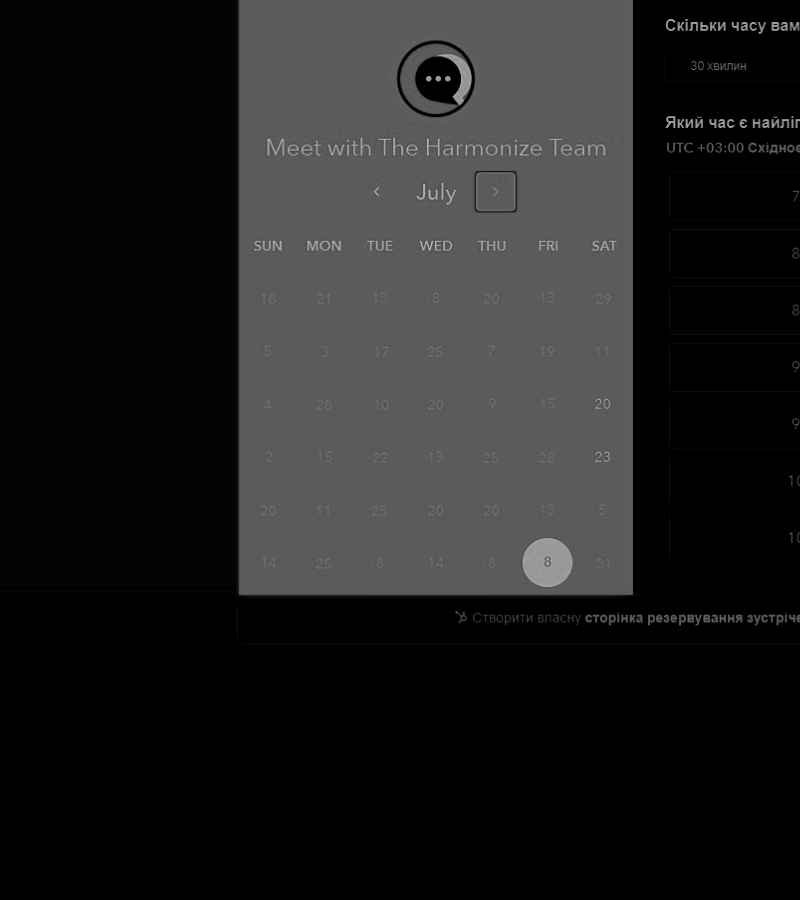 Meet with The Harmonize Team
July
SUN MON TUE WED THU FRI SAT
18 21 13 8 20 13 29
5 3 17 25 7 19 11
4 28 10 20 9 15 20
2 15 22 13 25 28 23
20 11 25 20 20 13 5
14 25 8 14 8 8 31
Скільки часу вам
30 хвилин
Який час є найліп
UTC +03:00 Східноє
7
8
8
9
9
10
10
Створити власну сторінка резервування зустріче